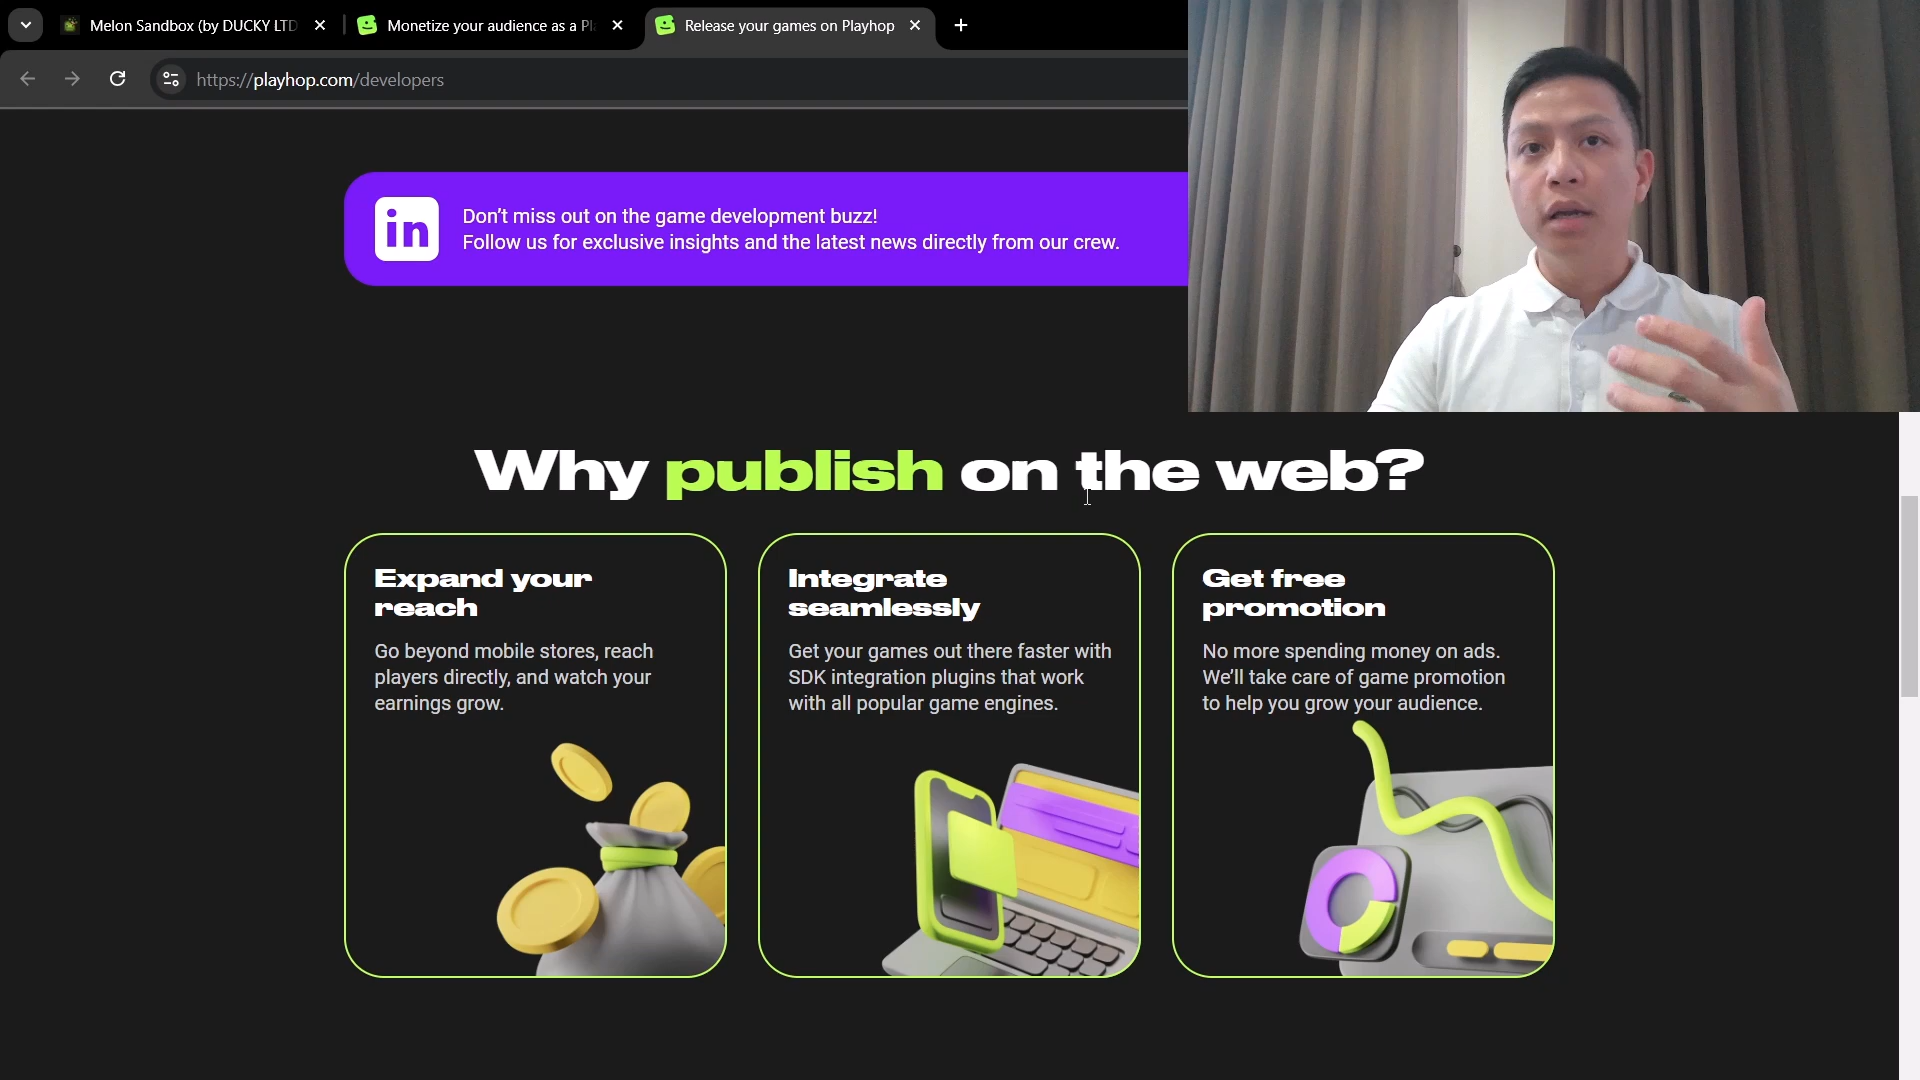 Melon Sandbox (by DUCKY LTD
Monetize your audience as a Pl
Release your games on Playhop
https://playhop.com/developers
in
Don't miss out on the game development buzz!
Follow us for exclusive insights and the latest news directly from our crew.
Why publish on the web?
Expand your
reach
Go beyond mobile stores, reach
players directly, and watch your
earnings grow.
Integrate
seamlessly
Get your games out there faster with
SDK integration plugins that work
with all popular game engines.
Get free
promotion
No more spending money on ads.
We'll take care of game promotion
to help you grow your audience.